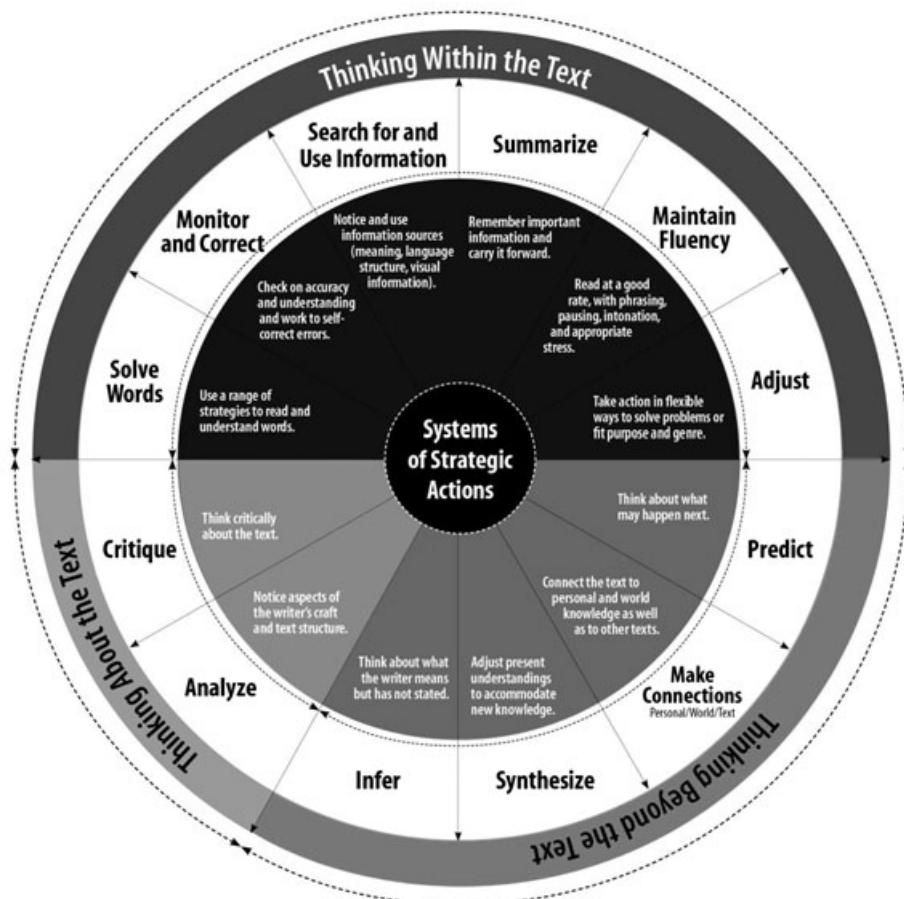 Thinking Within the Text
Search for and
Use Information
Summarize
Monitor
and Correct
Maintain
Fluency
Notice and use
information sources
(meaning, language
structure, visual
information).
Remember important
information and
carry it forward.
Check on accuracy
and understanding
and work to self-
correct errors.
Read at a good
rate, with phrasing,
pausing, intonation,
and appropriate
stress.
Solve
Words
Adjust
Use a range of
strategies to read and
understand words.
Take action in flexible
ways to solve problems or
fit purpose and genre.
Systems
of Strategic
Actions
Critique
Think critically
about the text.
Think about what
may happen next.
Predict
Notice aspects of
the writer's craft
and text structure.
Connect the text to
personal and world
knowledge as well
as to other texts.
Analyze
Think about what
the writer means
but has not stated.
Adjust present
understandings
to accommodate
new knowledge.
Make
Connections
Personal/World/Text
Infer
Synthesize
Thinking About the Text
Thinking Beyond the Text